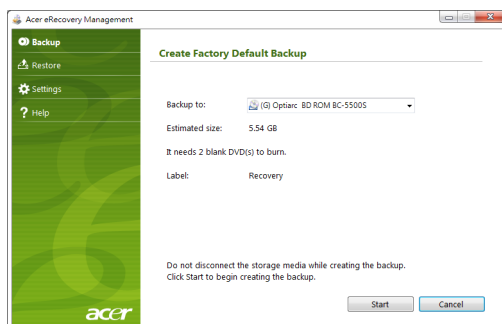 Acer eRecovery Management
Backup
Restore
Settings
? Help
Create Factory Default Backup
Backup to: (G) Optiarc BD ROM BC-5500S
Estimated size: 5.54 GB
It needs 2 blank DVD(s) to burn.
Label: Recovery
Do not disconnect the storage media while creating the backup.
Click Start to begin creating the backup.
Start Cancel
acer